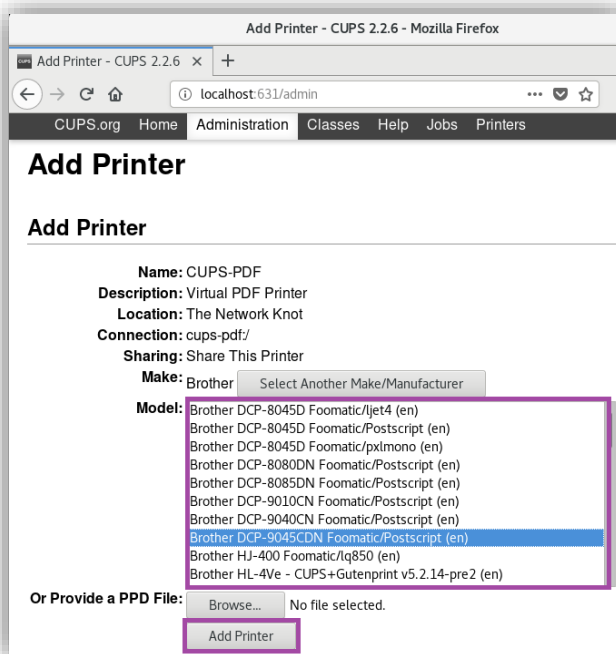 Add Printer - CUPS 2.2.6 - Mozilla Firefox
CUPS Add Printer - CUPS 2.2.6 × +
localhost:631/admin
CUPS.org Home Administration Classes Help Jobs Printers
Add Printer
Add Printer
Name: CUPS-PDF
Description: Virtual PDF Printer
Location: The Network Knot
Connection: cups-pdf:/
Sharing: Share This Printer
Make: Brother Select Another Make/Manufacturer
Model:
Brother DCP-8045D Foomatic/ljet4 (en)
Brother DCP-8045D Foomatic/Postscript (en)
Brother DCP-8045D Foomatic/pxlmono (en)
Brother DCP-8080DN Foomatic/Postscript (en)
Brother DCP-8085DN Foomatic/Postscript (en)
Brother DCP-9010CN Foomatic/Postscript (en)
Brother DCP-9040CN Foomatic/Postscript (en)
Brother DCP-9045CDN Foomatic/Postscript (en)
Brother HJ-400 Foomatic/lq850 (en)
Brother HL-4Ve - CUPS+Gutenprint v5.2.14-pre2 (en)
Or Provide a PPD File: Browse... No file selected.
Add Printer